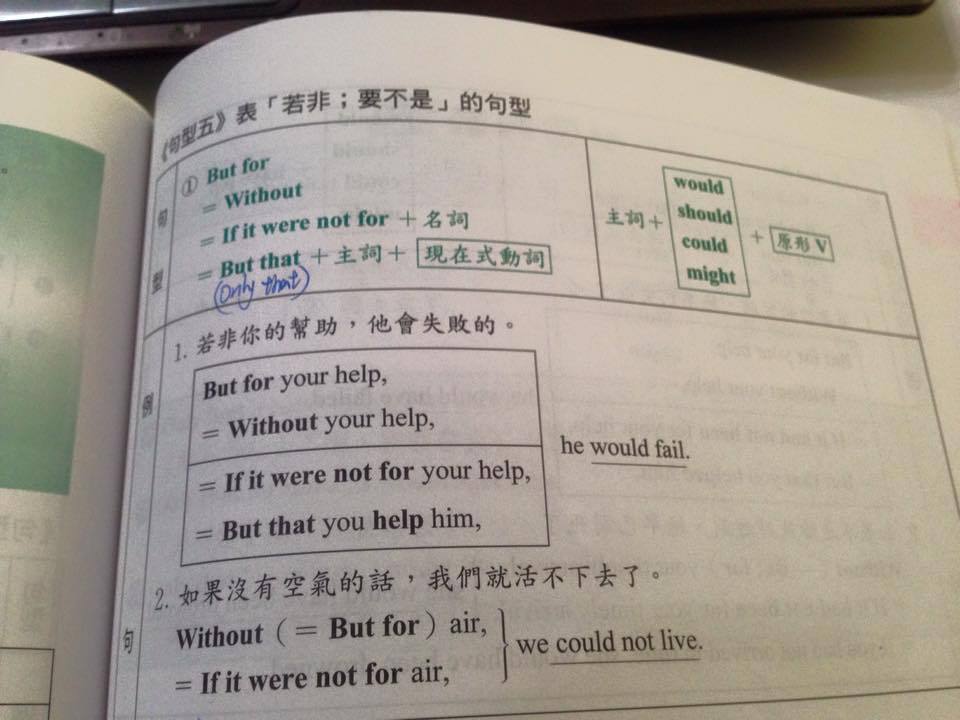 《句型五》表「若非；要不是」的句型
句型
① But for
= Without
= If it were not for + 名詞
= But that + 主詞 + 現在式動詞
(Only that)
主詞 + would should could might + 原形 V
例句
1. 若非你的幫助，他會失敗的。
But for your help,
= Without your help,
= If it were not for your help,
= But that you help him,
he would fail.
2. 如果沒有空氣的話，我們就活不下去了。
Without (= But for) air,
= If it were not for air,
we could not live.